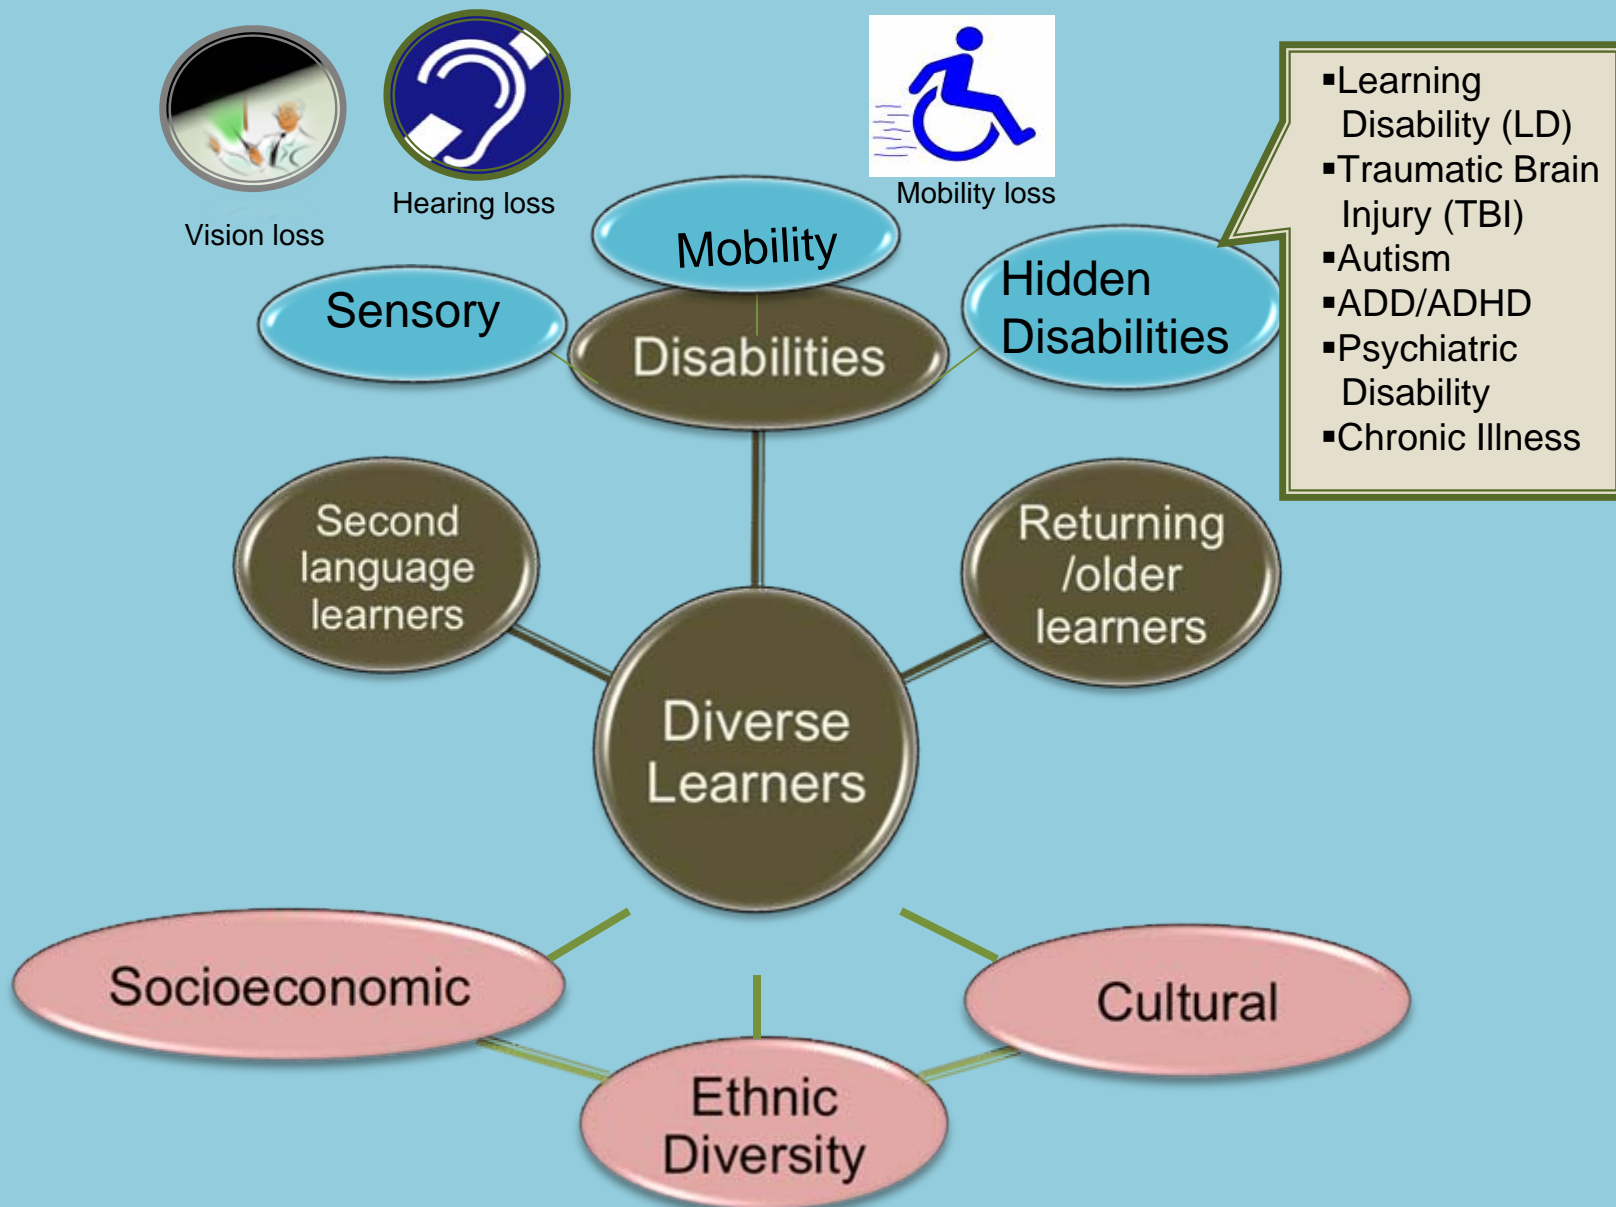 Vision loss
Hearing loss
Mobility loss
Sensory
Mobility
Hidden
Disabilities
▪Learning
Disability (LD)
▪Traumatic Brain
Injury (TBI)
▪Autism
▪ADD/ADHD
▪Psychiatric
Disability
▪Chronic Illness
Disabilities
Second
language
learners
Returning
/older
learners
Diverse
Learners
Socioeconomic
Cultural
Ethnic
Diversity